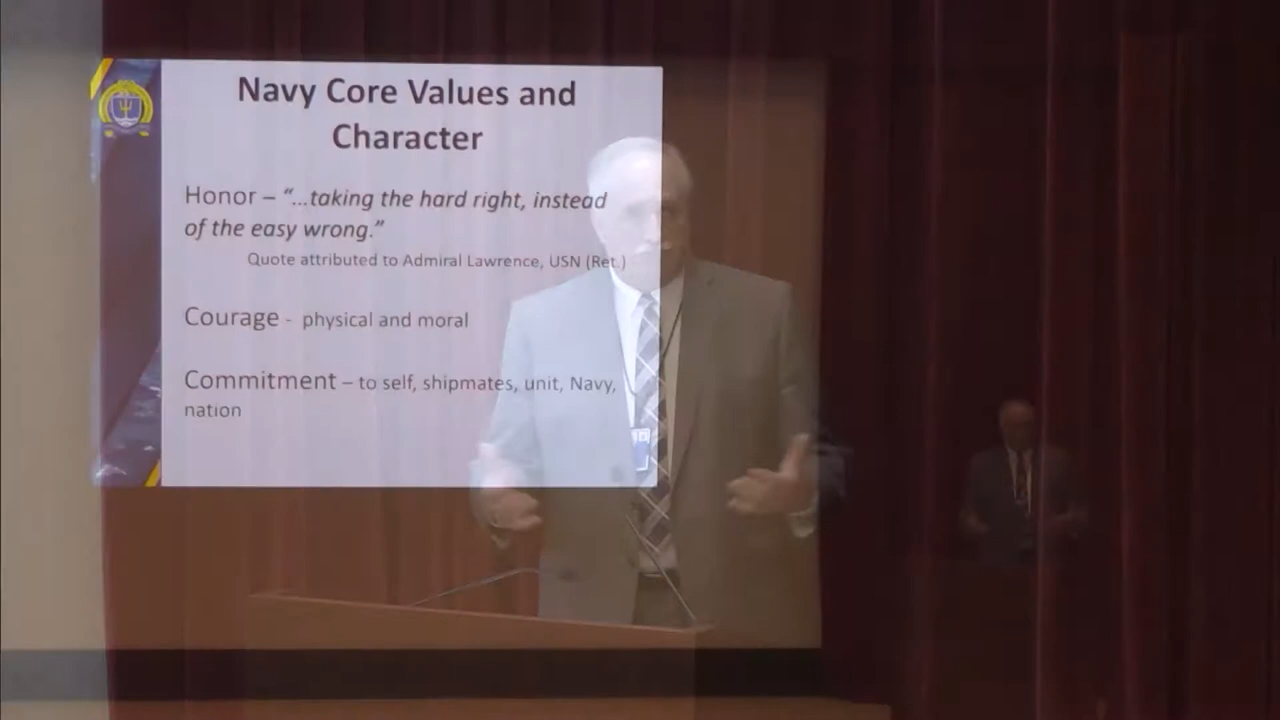 Navy Core Values and
Character
Honor – “...taking the hard right, instead
of the easy wrong.”
Quote attributed to Admiral Lawrence, USN (Ret.)
Courage - physical and moral
Commitment – to self, shipmates, unit, Navy,
nation